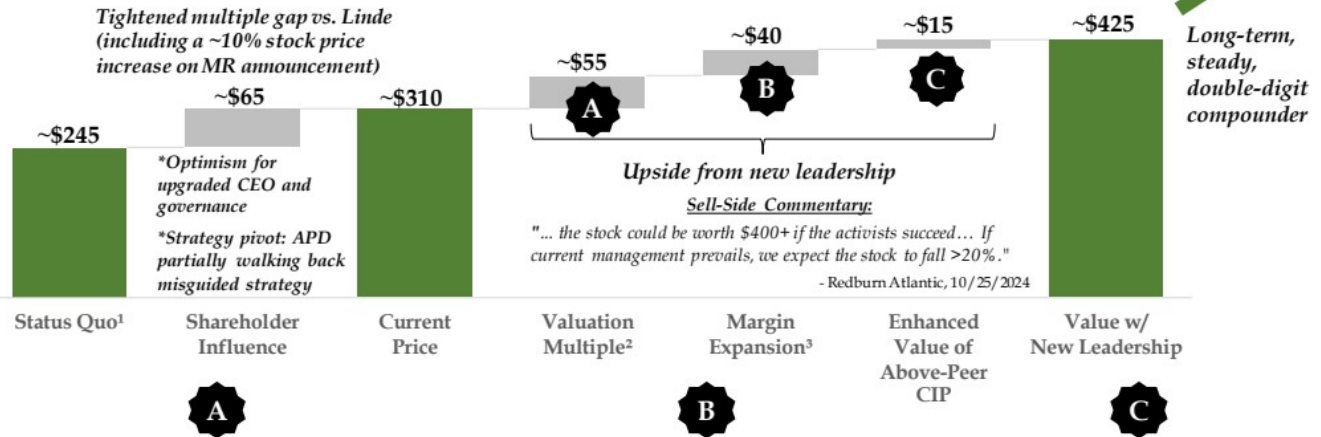 Tightened multiple gap vs. Linde
(including a ~10% stock price
increase on MR announcement)
~$245
~$65
~$310
~$55
~$40
~$15
~$425
Long-term,
steady,
double-digit
compounder
A
B
C
*Optimism for
upgraded CEO and
governance
*Strategy pivot: APD
partially walking back
misguided strategy
Upside from new leadership
Sell-Side Commentary:
"... the stock could be worth $400+ if the activists succeed... If
current management prevails, we expect the stock to fall >20%."
- Redburn Atlantic, 10/25/2024
Status Quo¹
Shareholder
Influence
Current
Price
Valuation
Multiple²
Margin
Expansion³
Enhanced
Value of
Above-Peer
CIP
Value w/
New Leadership
A
B
C